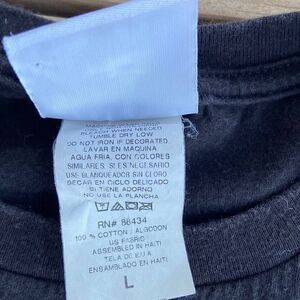 BLEACH WHEN NEEDED
TUMBLE DRY LOW
DO NOT IRON IF DECORATED
LAVAR EN MAQUINA
AGUA FRIA, CON COLORES
SIMILARES, SI ES NECESARIO
USE BLANQUEADOR SIN CLORO
SECAR EN CICLO DELICADO
SI TIENE ADORNO
NO USE LA PLANCHA
RN# 88434
100 % COTTON / ALGODON
US FABRIC
ASSEMBLED IN HAITI
TELA DE E U A
ENSAMBLADO EN HAITI
L